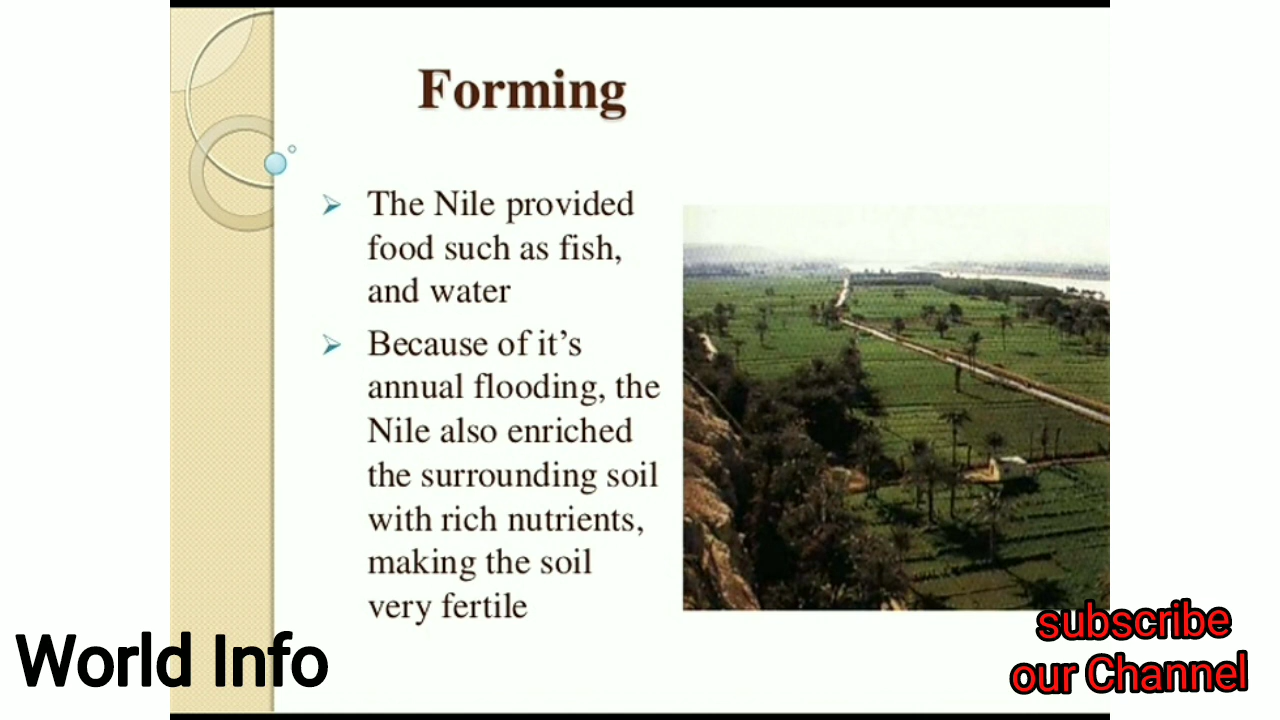 Forming
The Nile provided
food such as fish,
and water
Because of it's
annual flooding, the
Nile also enriched
the surrounding soil
with rich nutrients,
making the soil
very fertile
World Info
subscribe
our Channel